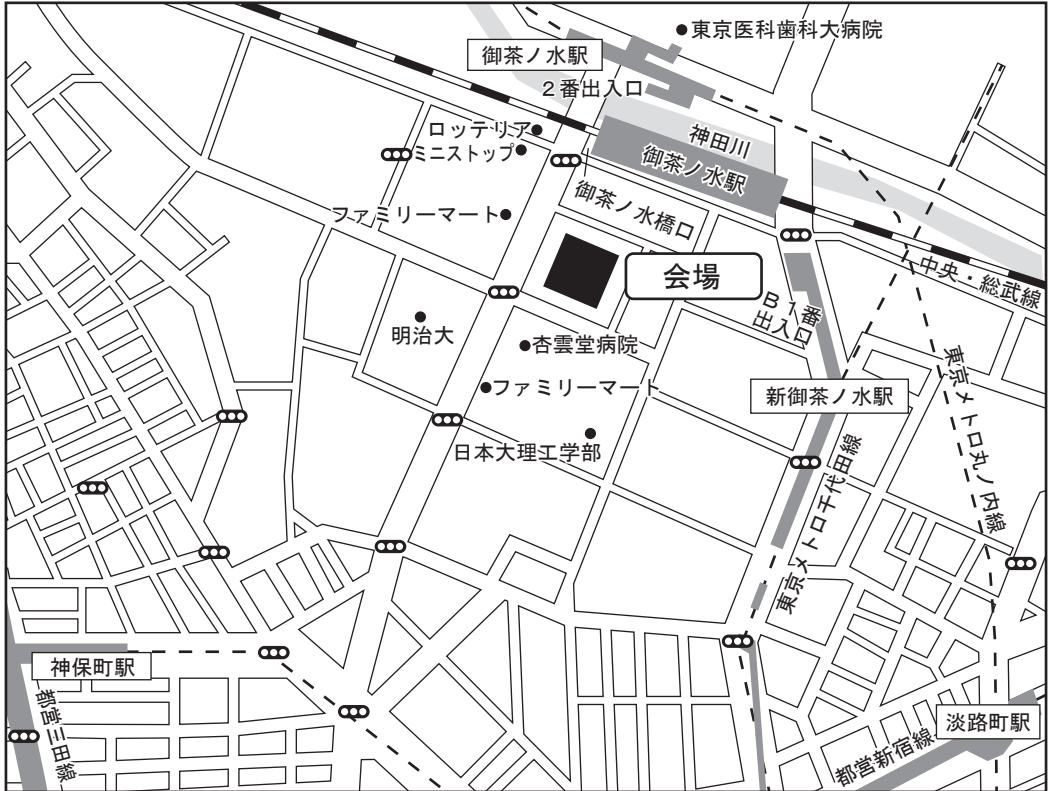 東京医科歯科大病院
御茶ノ水駅
2番出入口
ロッテリア
ミニストップ
神田川
御茶ノ水駅
ファミリーマート
御茶ノ水橋口
会場
中央・総武線
B1番
出入口
明治大
杏雲堂病院
ファミリーマート
新御茶ノ水駅
東京メトロ丸ノ内線
日本大理工学部
東京メトロ千代田線
神保町駅
都営三田線
淡路町駅
都営新宿線